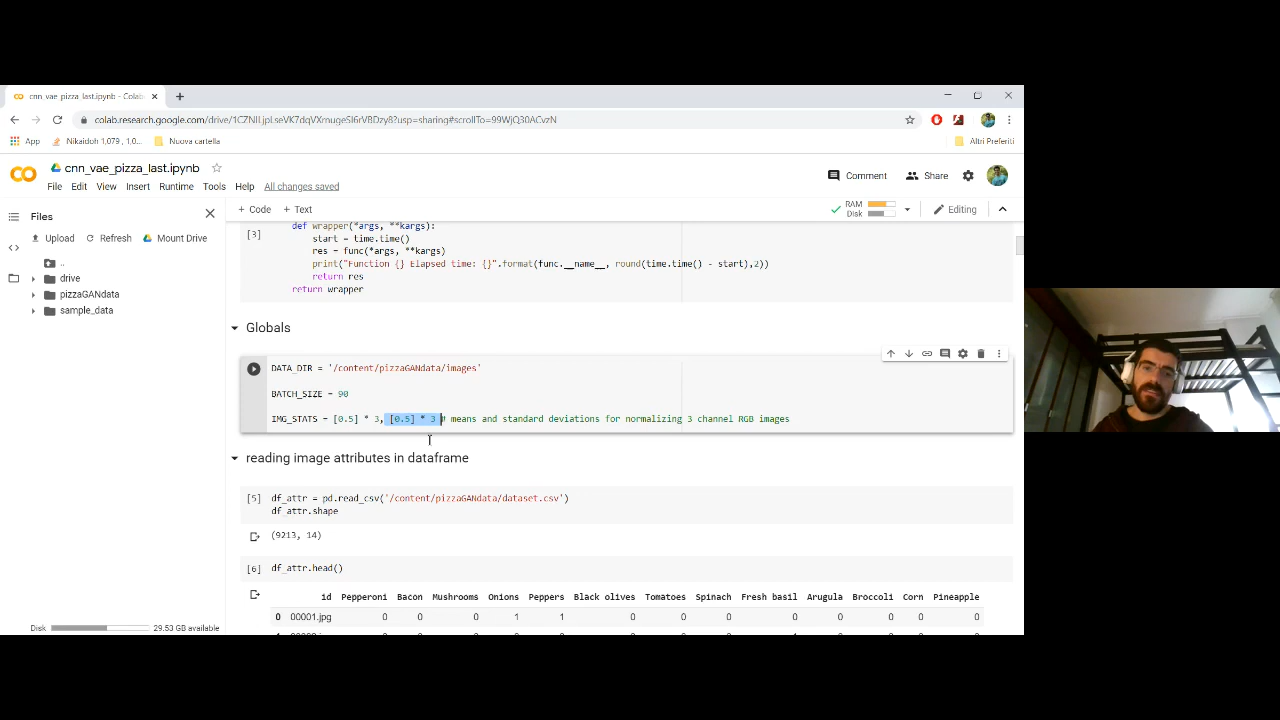 cnn_vae_pizza_last.ipynb - Colab
colab.research.google.com/drive/1CZNlLjpLseVK7dqVXrnugeSI6rVBDzy8?usp=sharing#scrollTo=99WjQ30ACvzN
App
Nikaidoh 1,079 , 1,0...
Nuova cartella
Altri Preferiti
cnn_vae_pizza_last.ipynb
File Edit View Insert Runtime Tools Help All changes saved
Comment
Share
Files
+ Code + Text
RAM
Disk
Editing
Upload Refresh Mount Drive
..
drive
pizzaGANdata
sample_data
def wrapper(*args, **kargs):
[3]
start = time.time()
res = func(*args, **kargs)
print("Function {} Elapsed time: {}".format(func.__name__, round(time.time() - start),2))
return res
return wrapper
Globals
DATA_DIR = '/content/pizzaGANdata/images'
BATCH_SIZE = 90
IMG_STATS = [0.5] * 3, [0.5] * 3 # means and standard deviations for normalizing 3 channel RGB images
reading image attributes in dataframe
[5] df_attr = pd.read_csv('/content/pizzaGANdata/dataset.csv')
df_attr.shape
(9213, 14)
[6] df_attr.head()
id Pepperoni Bacon Mushrooms Onions Peppers Black olives Tomatoes Spinach Fresh basil Arugula Broccoli Corn Pineapple
0 00001.jpg 0 0 0 1 1 0 0 0 0 0 0 0 0
Disk 29.53 GB available